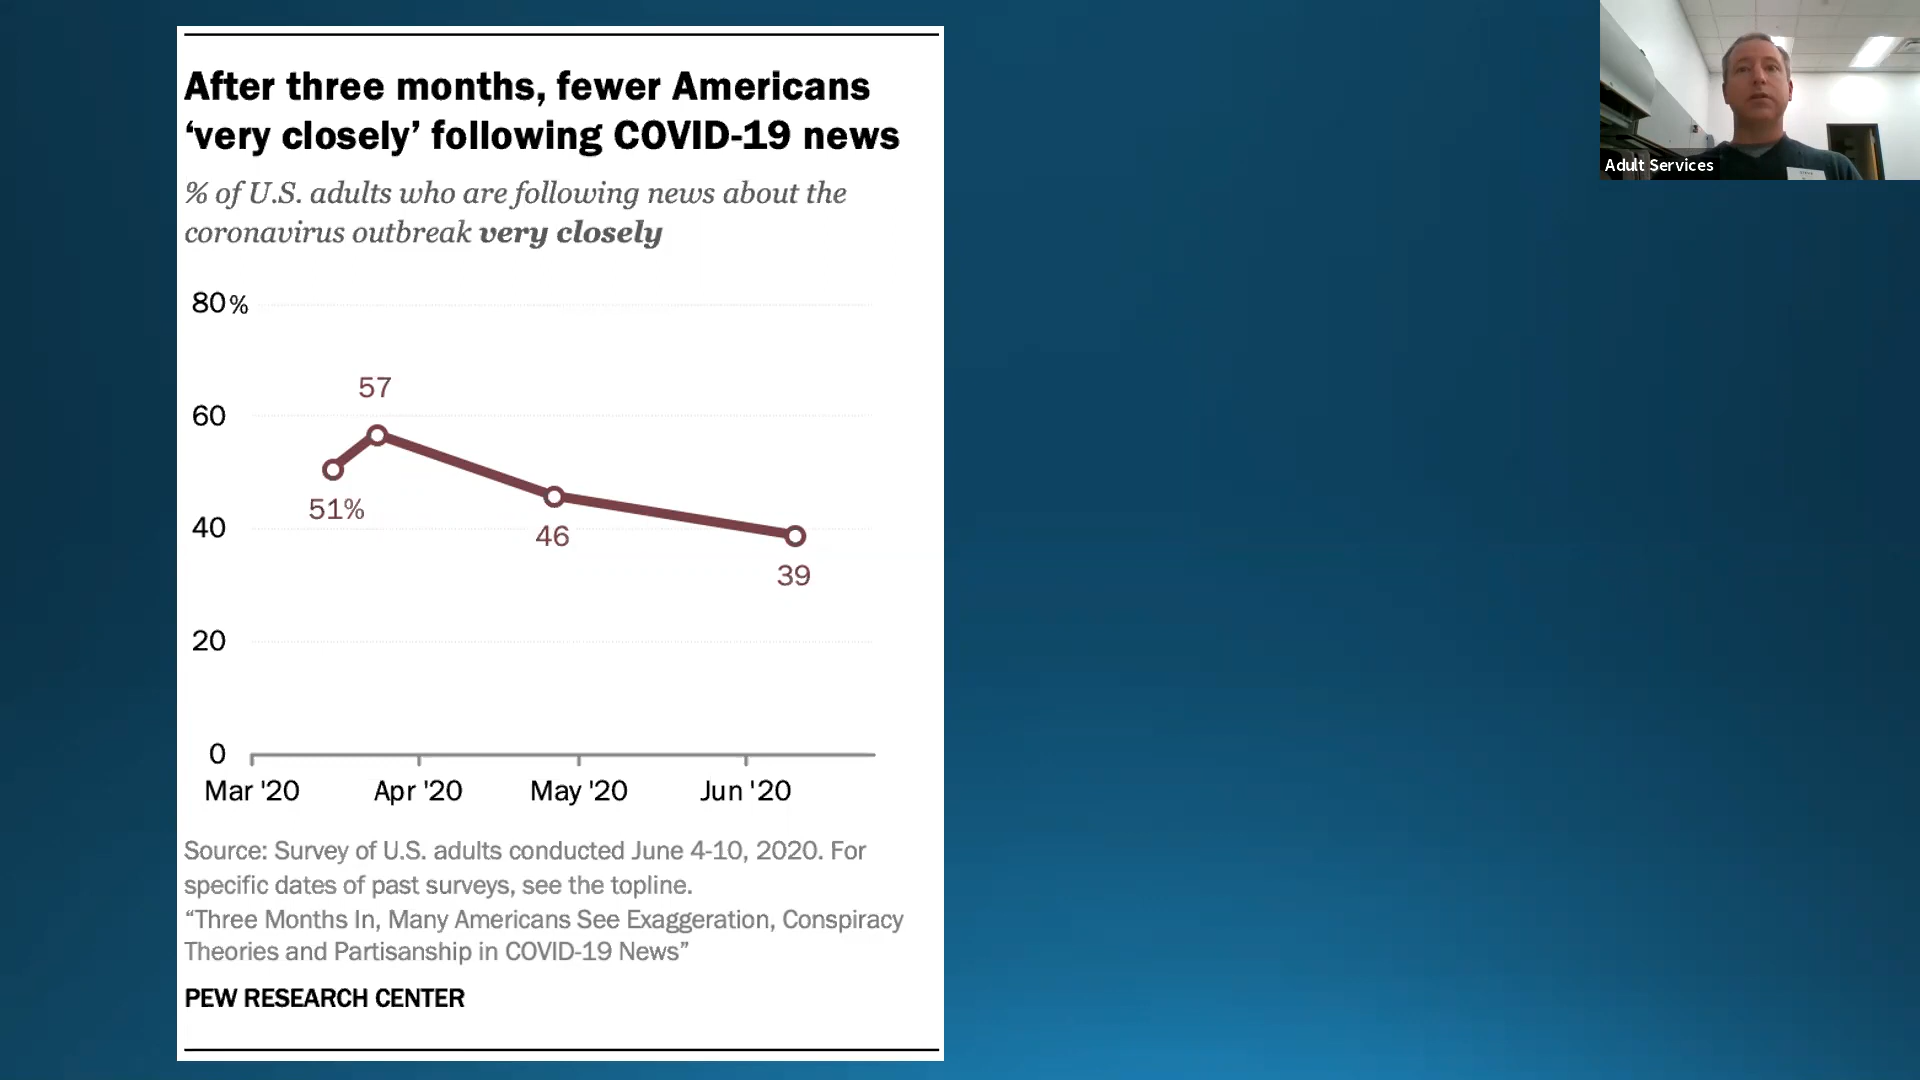 After three months, fewer Americans
‘very closely’ following COVID-19 news
% of U.S. adults who are following news about the
coronavirus outbreak very closely
80%
57
60
51%
40
46
39
20
0
Mar '20 Apr '20 May '20 Jun '20
Source: Survey of U.S. adults conducted June 4-10, 2020. For
specific dates of past surveys, see the topline.
“Three Months In, Many Americans See Exaggeration, Conspiracy
Theories and Partisanship in COVID-19 News”
PEW RESEARCH CENTER
Adult Services